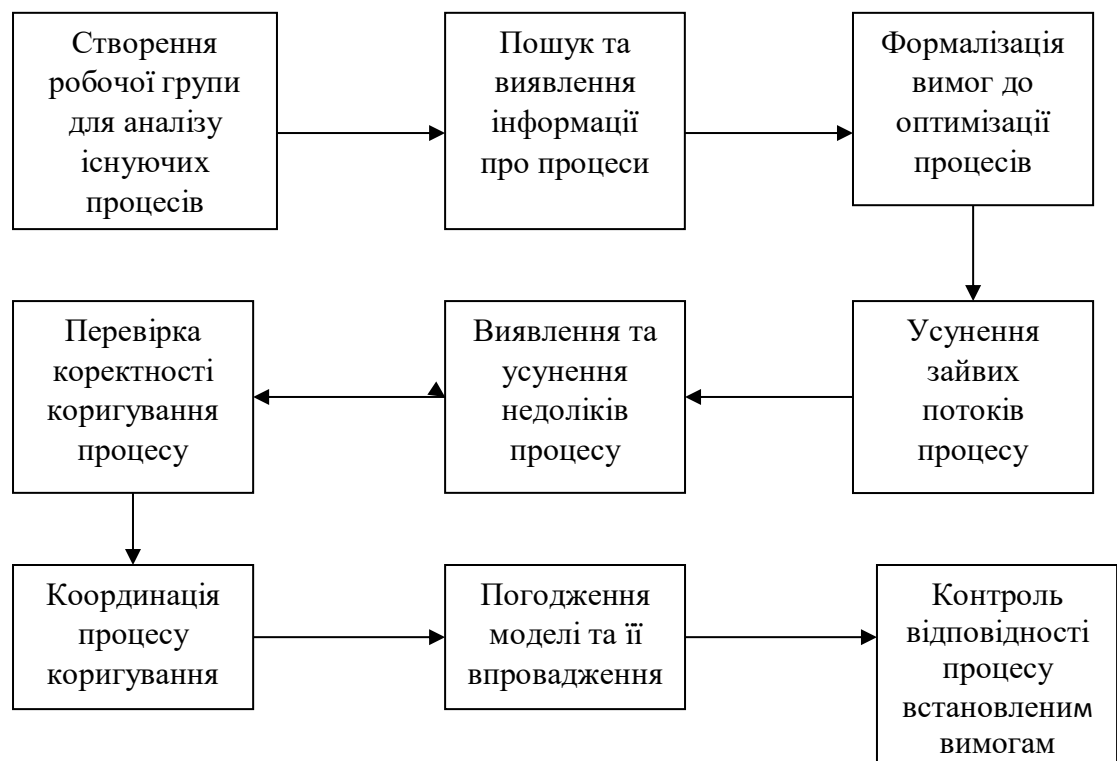 Створення
робочої групи
для аналізу
існуючих
процесів
Пошук та
виявлення
інформації
про процеси
Формалізація
вимог до
оптимізації
процесів
Усунення
зайвих
потоків
процесу
Виявлення та
усунення
недоліків
процесу
Перевірка
коректності
коригування
процесу
Координація
процесу
коригування
Погодження
моделі та її
впровадження
Контроль
відповідності
процесу
встановленим
вимогам